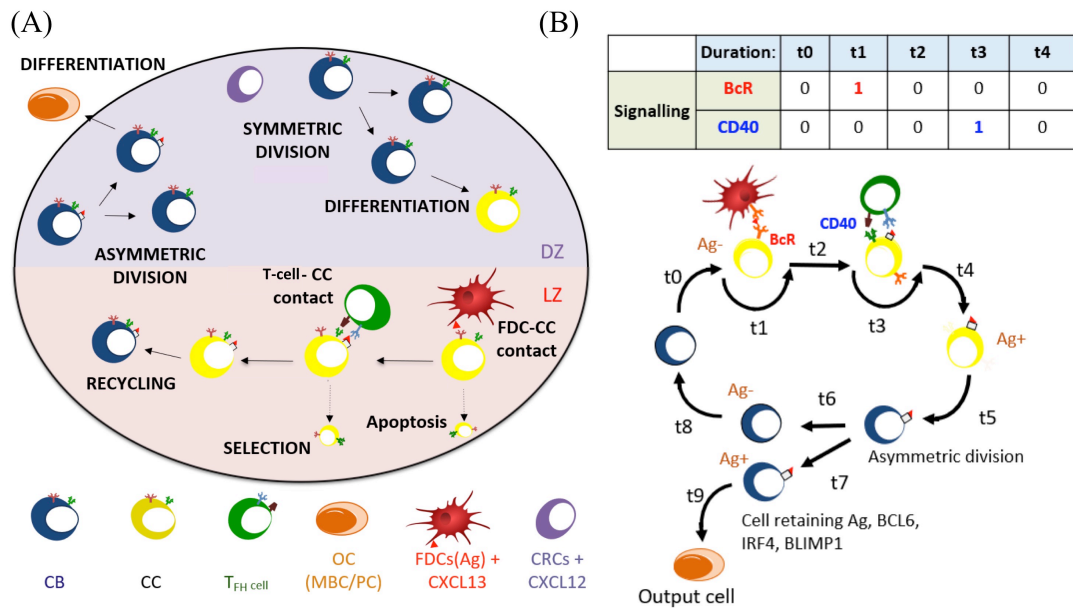 (A)
DIFFERENTIATION
SYMMETRIC
DIVISION
DIFFERENTIATION
ASYMMETRIC
DIVISION
DZ
T-cell - CC
contact
LZ
FDC-CC
contact
RECYCLING
Apoptosis
SELECTION
CB
CC
TFH cell
OC
(MBC/PC)
FDCs(Ag) +
CXCL13
CRCs +
CXCL12
(B)
Duration: t0 t1 t2 t3 t4
Signalling
BcR 0 1 0 0 0
CD40 0 0 0 1 0
CD40
BcR
Ag-
t2
t0
t4
t1
t3
Ag+
Ag-
t6
t8
t5
Asymmetric division
Ag+
t7
t9
Cell retaining Ag, BCL6,
IRF4, BLIMP1
Output cell